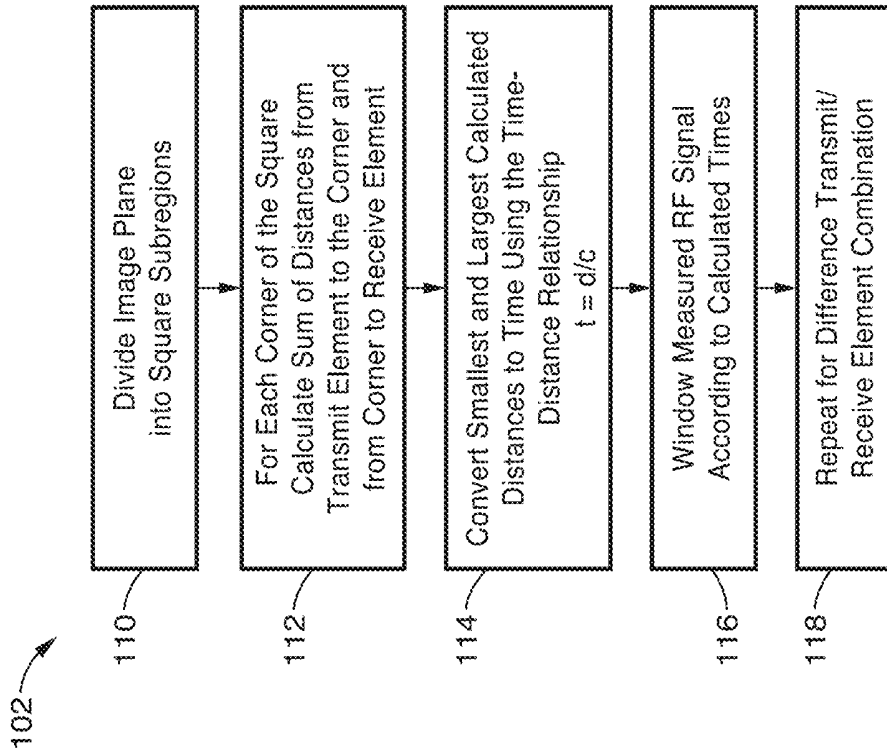 102
110
Divide Image Plane
into Square Subregions
112
For Each Corner of the Square
Calculate Sum of Distances from
Transmit Element to the Corner and
from Corner to Receive Element
114
Convert Smallest and Largest Calculated
Distances to Time Using the Time-
Distance Relationship
t = d/c
116
Window Measured RF Signal
According to Calculated Times
118
Repeat for Difference Transmit/
Receive Element Combination